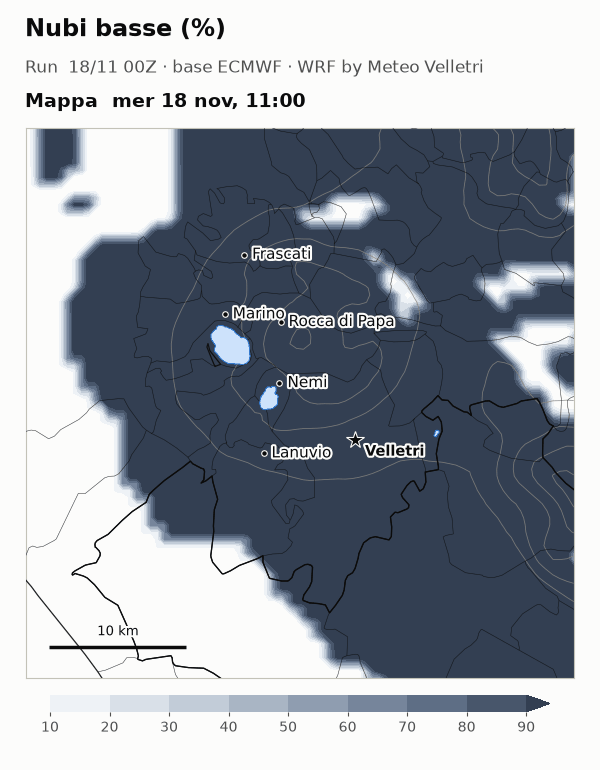 Nubi basse (%)
Run  18/11 00Z · base ECMWF · WRF by Meteo Velletri
Mappa  mer 18 nov, 11:00
Frascati
Marino
Rocca di Papa
Nemi
Velletri
Lanuvio
10 km
10 20 30 40 50 60 70 80 90